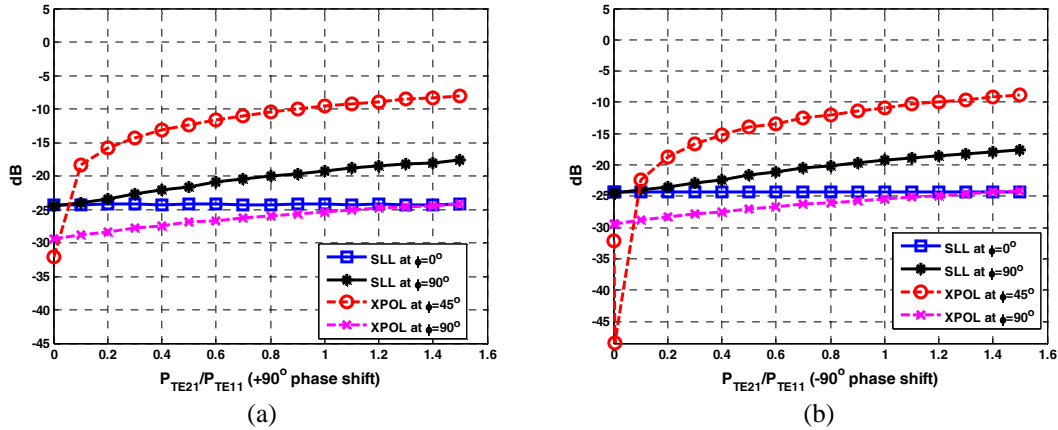 5
0
-5
-10
-15
-20
-25
-30
-35
-40
-45
dB
SLL at ϕ=0°
SLL at ϕ=90°
XPOL at ϕ=45°
XPOL at ϕ=90°
0 0.2 0.4 0.6 0.8 1 1.2 1.4 1.6
P_TE21/P_TE11 (+90° phase shift)
(a)
5
0
-5
-10
-15
-20
-25
-30
-35
-40
-45
dB
SLL at ϕ=0°
SLL at ϕ=90°
XPOL at ϕ=45°
XPOL at ϕ=90°
0 0.2 0.4 0.6 0.8 1 1.2 1.4 1.6
P_TE21/P_TE11 (-90° phase shift)
(b)